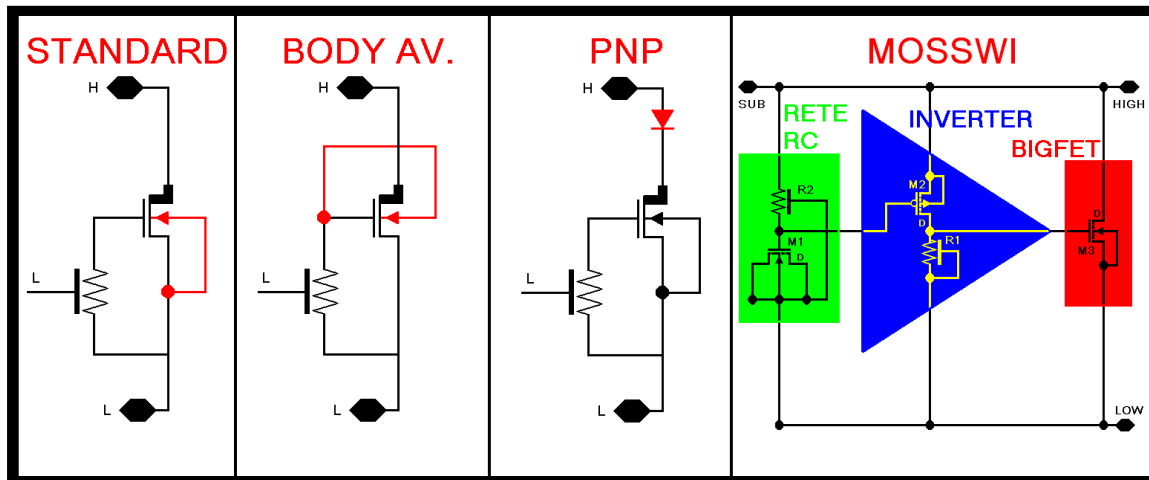 STANDARD
H
L
L
BODY AV.
H
L
L
PNP
H
L
L
MOSSWI
SUB
HIGH
RETE
RC
INVERTER
BIGFET
R2
M1
D
M2
D
R1
D
M3
LOW